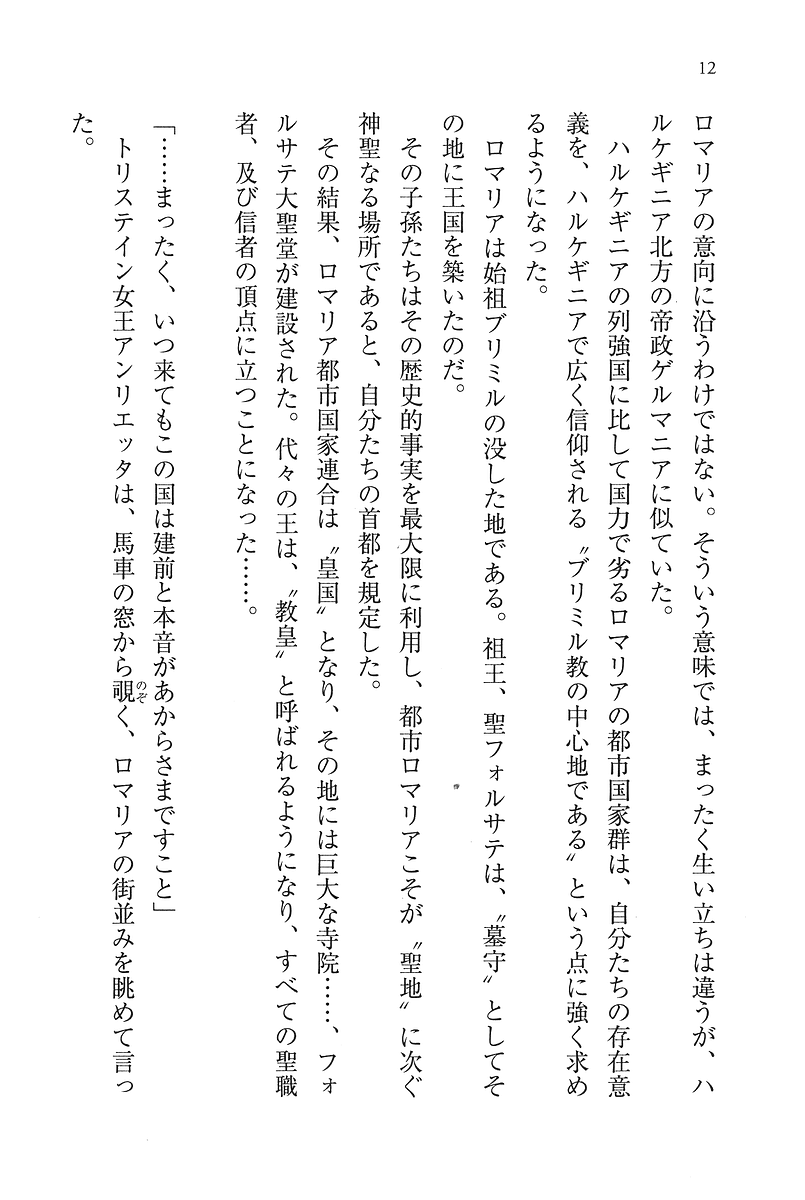 12
ロマリアの意向に沿うわけではない。そういう意味では、まったく生い立ちは違うが、ハ
ルケギニア北方の帝政ゲルマニアに似ていた。
　ハルケギニアの列強国に比して国力で劣るロマリアの都市国家群は、自分たちの存在意
義を、ハルケギニアで広く信仰される〝ブリミル教の中心地である〟という点に強く求め
るようになった。
　ロマリアは始祖ブリミルの没した地である。祖王、聖フォルサテは、〝墓守〟としてそ
の地に王国を築いたのだ。
　その子孫たちはその歴史的事実を最大限に利用し、都市ロマリアこそが〝聖地〟に次ぐ
神聖なる場所であると、自分たちの首都を規定した。
　その結果、ロマリア都市国家連合は〝皇国〟となり、その地には巨大な寺院……、フォ
ルサテ大聖堂が建設された。代々の王は、〝教皇〟と呼ばれるようになり、すべての聖職
者、及び信者の頂点に立つことになった……。
「……まったく、いつ来てもこの国は建前と本音があからさまですこと」
　トリステイン女王アンリエッタは、馬車の窓から覗く、ロマリアの街並みを眺めて言っ
のぞ
た。